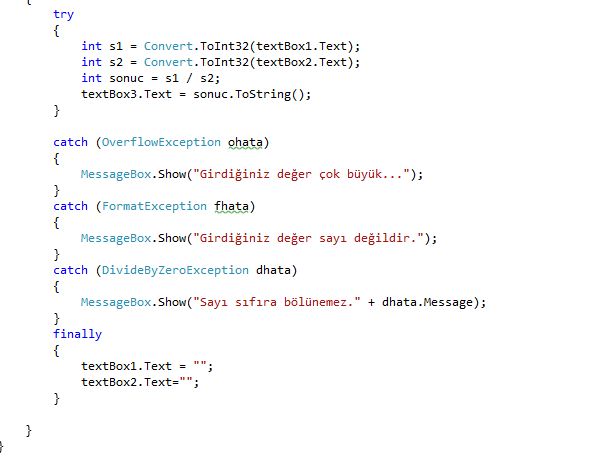 {
try
{
int s1 = Convert.ToInt32(textBox1.Text);
int s2 = Convert.ToInt32(textBox2.Text);
int sonuc = s1 / s2;
textBox3.Text = sonuc.ToString();
}
catch (OverflowException ohata)
{
MessageBox.Show("Girdiğiniz değer çok büyük...");
}
catch (FormatException fhata)
{
MessageBox.Show("Girdiğiniz değer sayı değildir.");
}
catch (DivideByZeroException dhata)
{
MessageBox.Show("Sayı sıfıra bölünemez." + dhata.Message);
}
finally
{
textBox1.Text = "";
textBox2.Text="";
}
}
}